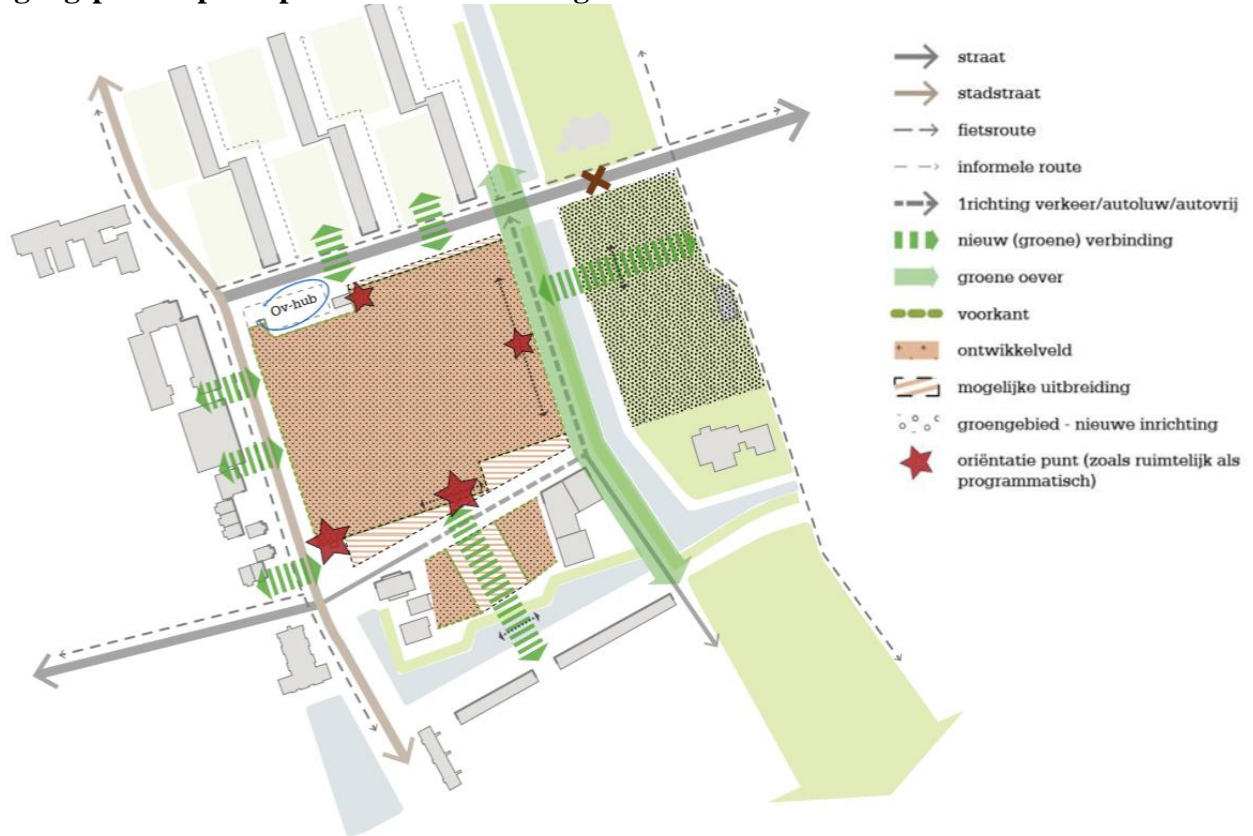 Ov-hub
straat
stadstraat
fietsroute
informele route
1richting verkeer/autoluw/autovrij
nieuw (groene) verbinding
groene oever
voorkant
ontwikkelveld
mogelijke uitbreiding
groengebied - nieuwe inrichting
oriëntatie punt (zoals ruimtelijk als
programmatisch)